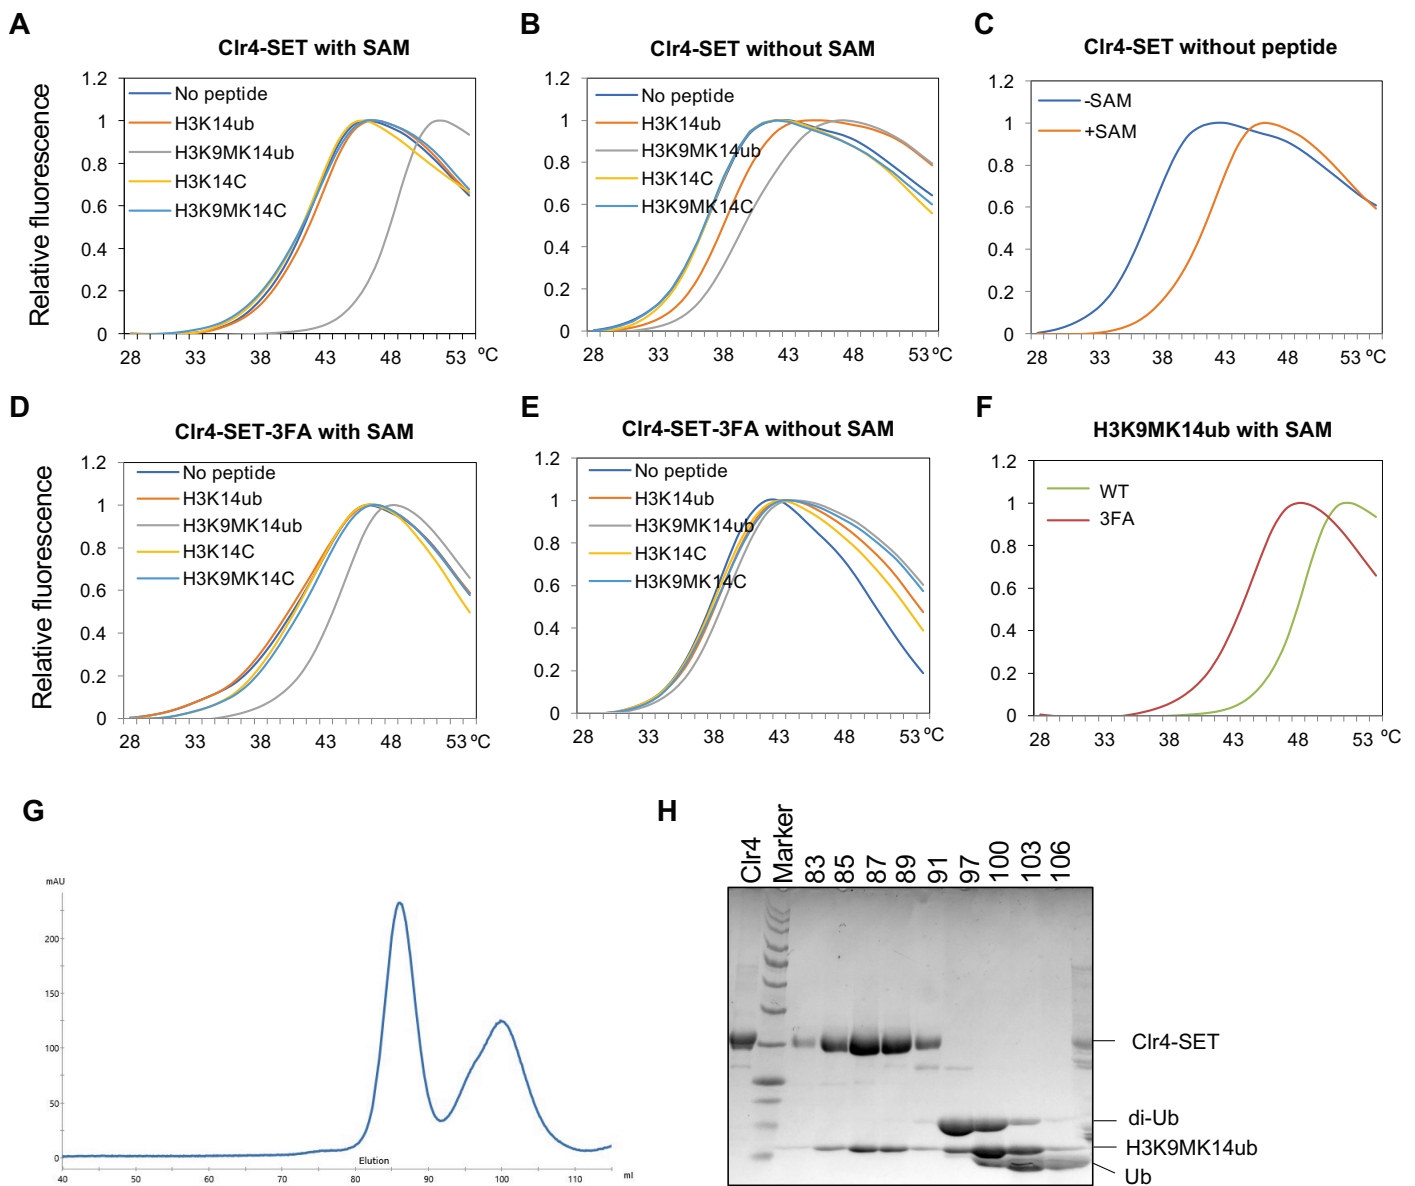 A
Clr4-SET with SAM
Relative fluorescence
1.2
1
0.8
0.6
0.4
0.2
0
No peptide
H3K14ub
H3K9MK14ub
H3K14C
H3K9MK14C
28 33 38 43 48 53 ºC
B
Clr4-SET without SAM
1.2
1
0.8
0.6
0.4
0.2
0
No peptide
H3K14ub
H3K9MK14ub
H3K14C
H3K9MK14C
28 33 38 43 48 53 ºC
C
Clr4-SET without peptide
1.2
1
0.8
0.6
0.4
0.2
0
-SAM
+SAM
28 33 38 43 48 53 ºC
D
Clr4-SET-3FA with SAM
Relative fluorescence
1.2
1
0.8
0.6
0.4
0.2
0
No peptide
H3K14ub
H3K9MK14ub
H3K14C
H3K9MK14C
28 33 38 43 48 53 ºC
E
Clr4-SET-3FA without SAM
1.2
1
0.8
0.6
0.4
0.2
0
No peptide
H3K14ub
H3K9MK14ub
H3K14C
H3K9MK14C
28 33 38 43 48 53 ºC
F
H3K9MK14ub with SAM
1.2
1
0.8
0.6
0.4
0.2
0
WT
3FA
28 33 38 43 48 53 ºC
G
mAU
200
150
100
50
0
Elution
40 50 60 70 80 90 100 110 ml
H
Clr4 Marker 83 85 87 89 91 97 100 103 106
Clr4-SET
di-Ub
H3K9MK14ub
Ub